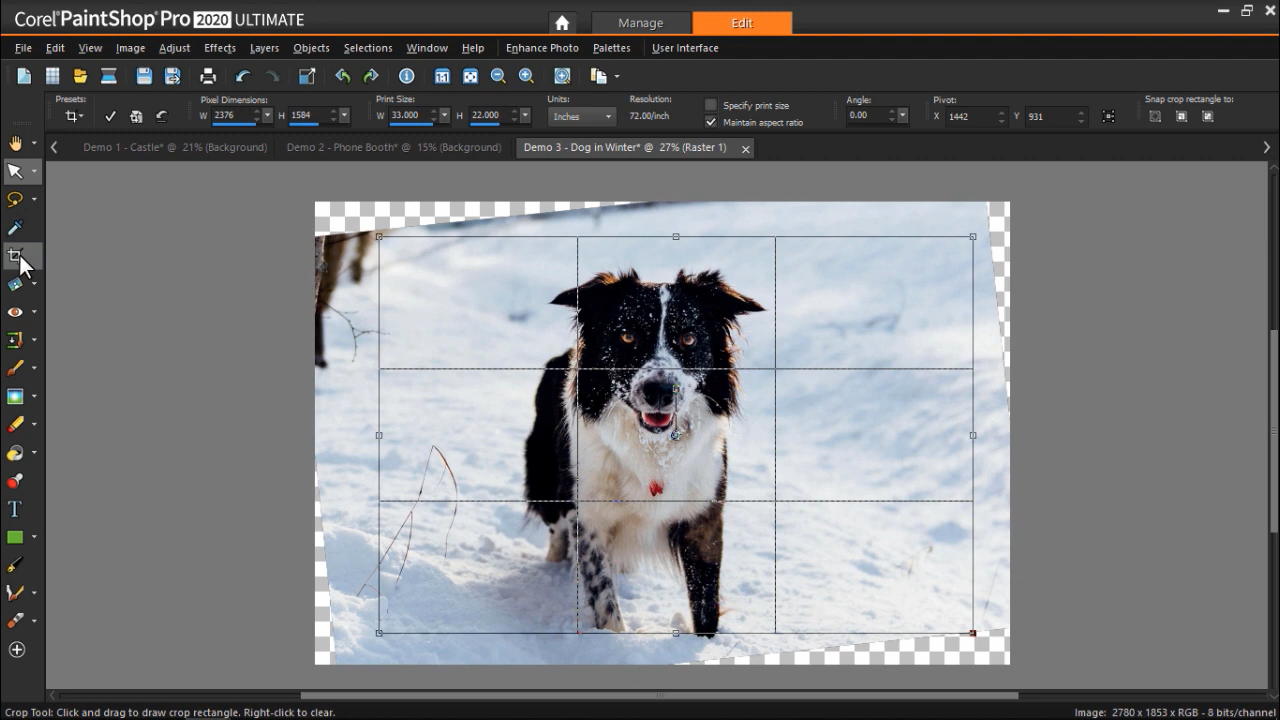 Corel® PaintShop® Pro 2020 ULTIMATE
Manage
Edit
File Edit View Image Adjust Effects Layers Objects Selections Window Help Enhance Photo Palettes User Interface
1:1
Presets: Pixel Dimensions: Print Size: Units: Resolution: Specify print size Angle: Pivot: Snap crop rectangle to:
W 2376 H 1584 W 33.000 H 22.000 Inches 72.00/inch Maintain aspect ratio 0.00 X 1442 Y 931
Demo 1 - Castle* @ 21% (Background) Demo 2 - Phone Booth* @ 15% (Background) Demo 3 - Dog in Winter* @ 27% (Raster 1)
T
Crop Tool: Click and drag to draw crop rectangle. Right-click to clear. Image: 2780 x 1853 x RGB - 8 bits/channel